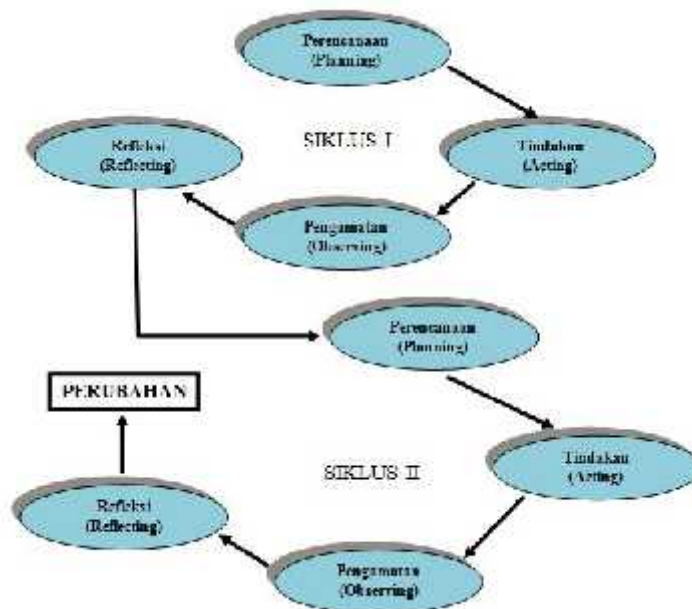 Perencanaan
(Planning)
Refleksi
(Reflecting)
SIKLUS I
Tindakan
(Acting)
Pengamatan
(Observing)
Perencanaan
(Planning)
PERUBAHAN
Tindakan
(Acting)
SIKLUS II
Refleksi
(Reflecting)
Pengamatan
(Observing)